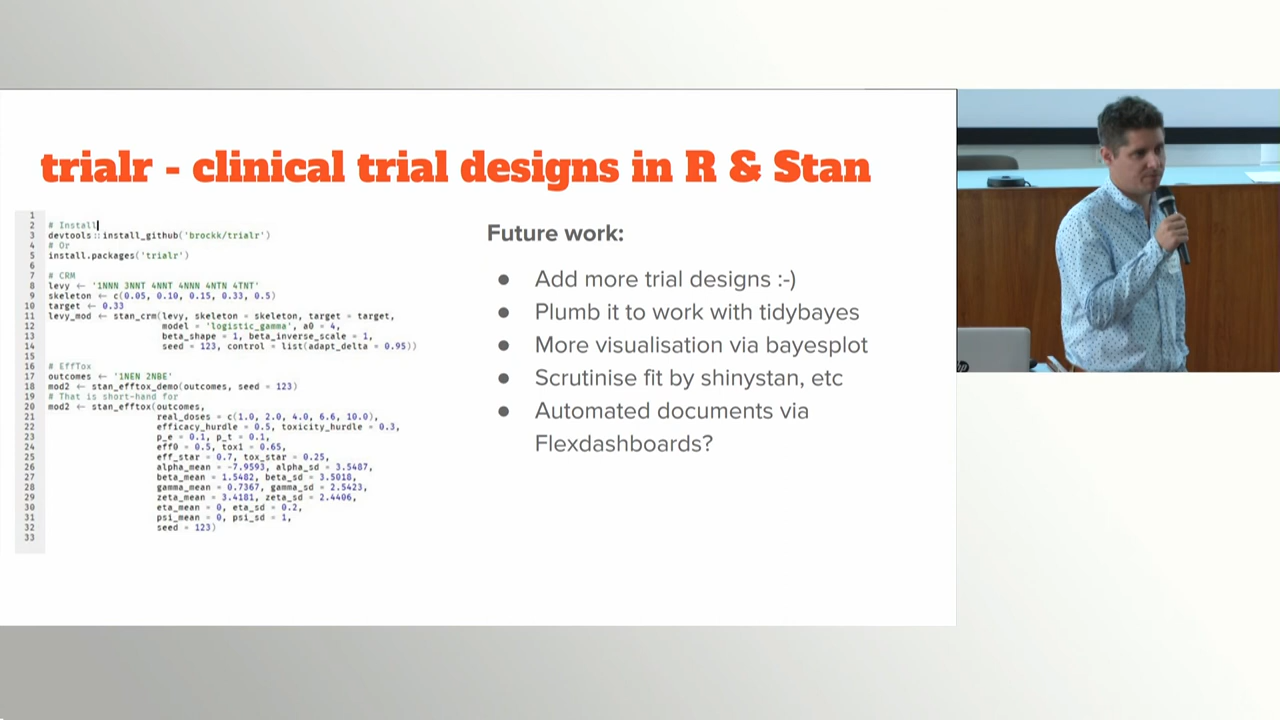 trialr - clinical trial designs in R & Stan
1
2 # Install
3 devtools::install_github('brockk/trialr')
4 # Or
5 install.packages('trialr')
6
7 # CRM
8 levy <- '1NNN 3NNT 4NNT 4NNN 4NTN 4TNT'
9 skeleton = c(0.05, 0.10, 0.15, 0.33, 0.5)
10 target <- 0.33
11 levy_mod <- stan_crm(levy, skeleton = skeleton, target = target,
12 model = 'logistic_gamma', a0 = 4,
13 beta_shape = 1, beta_inverse_scale = 1,
14 seed = 123, control = list(adapt_delta = 0.95))
15
16 # EffTox
17 outcomes <- '1NEN 2NBE'
18 mod2 <- stan_efftox_demo(outcomes, seed = 123)
19 # That is short-hand for
20 mod2 <- stan_efftox(outcomes,
21 real_doses = c(1.0, 2.0, 4.0, 6.6, 10.0),
22 efficacy_hurdle = 0.5, toxicity_hurdle = 0.3,
23 p_e = 0.1, p_t = 0.1,
24 eff0 = 0.5, tox1 = 0.65,
25 eff_star = 0.7, tox_star = 0.25,
26 alpha_mean = -7.9593, alpha_sd = 3.5487,
27 beta_mean = 1.5482, beta_sd = 3.5018,
28 gamma_mean = 0.7367, gamma_sd = 2.5423,
29 zeta_mean = 3.4181, zeta_sd = 2.4406,
30 eta_mean = 0, eta_sd = 0.2,
31 psi_mean = 0, psi_sd = 1,
32 seed = 123)
33
Future work:
● Add more trial designs :-)
● Plumb it to work with tidybayes
● More visualisation via bayesplot
● Scrutinise fit by shinystan, etc
● Automated documents via
Flexdashboards?
hp